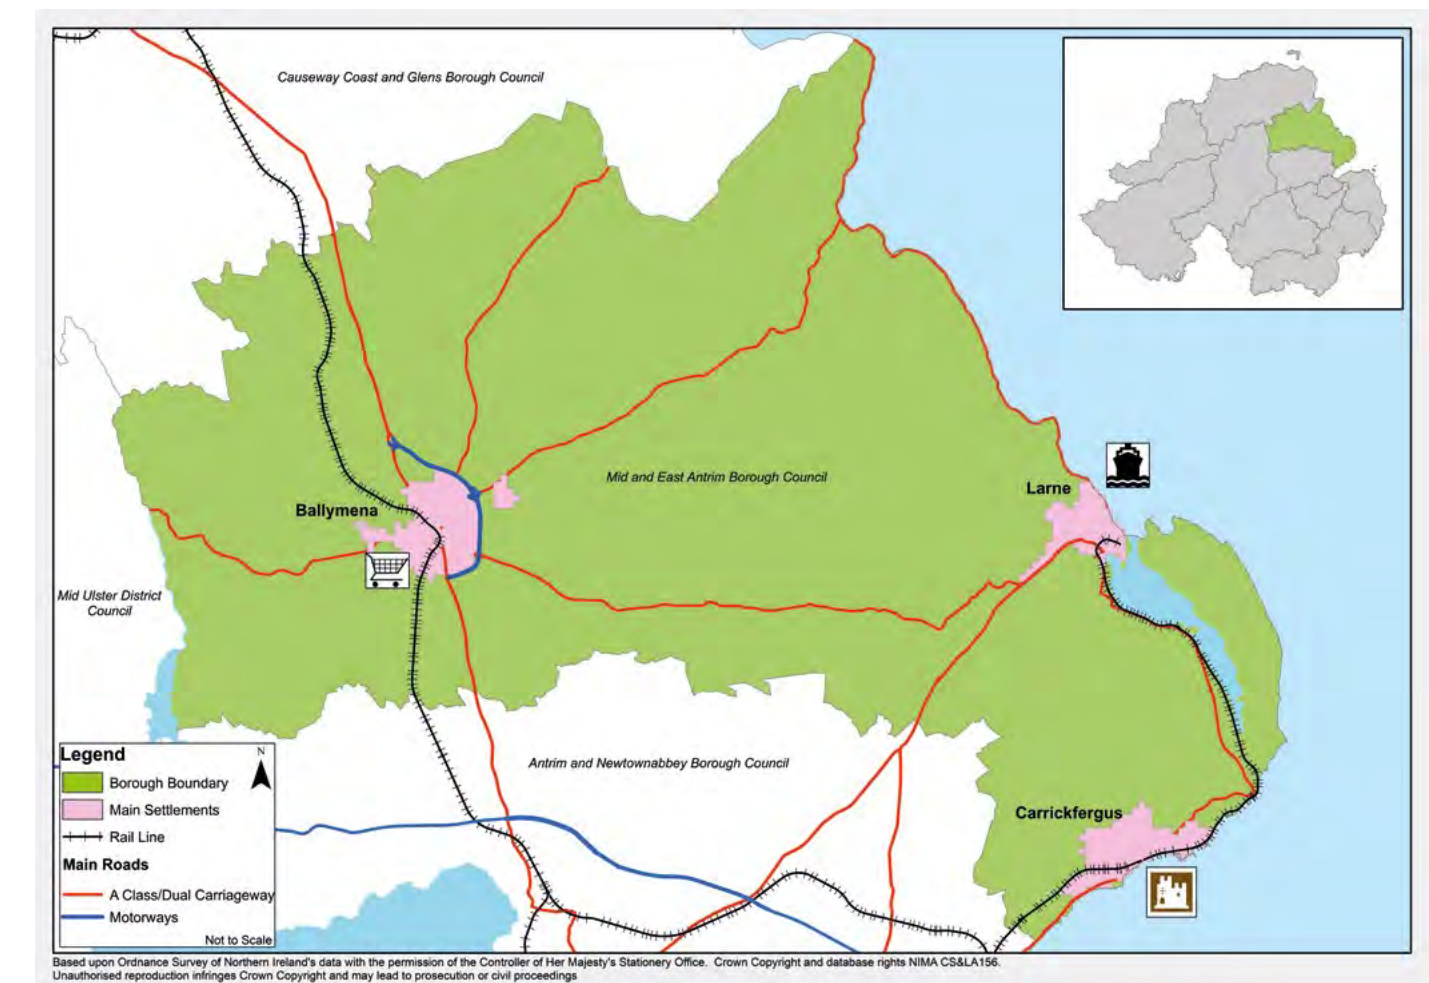 Causeway Coast and Glens Borough Council
Mid and East Antrim Borough Council
Larne
Ballymena
Mid Ulster District
Council
Antrim and Newtownabbey Borough Council
Carrickfergus
Legend
N
Borough Boundary
Main Settlements
Rail Line
Main Roads
A Class/Dual Carriageway
Motorways
Not to Scale
Based upon Ordnance Survey of Northern Ireland's data with the permission of the Controller of Her Majesty's Stationery Office. Crown Copyright and database rights NIMA CS&LA156.
Unauthorised reproduction infringes Crown Copyright and may lead to prosecution or civil proceedings